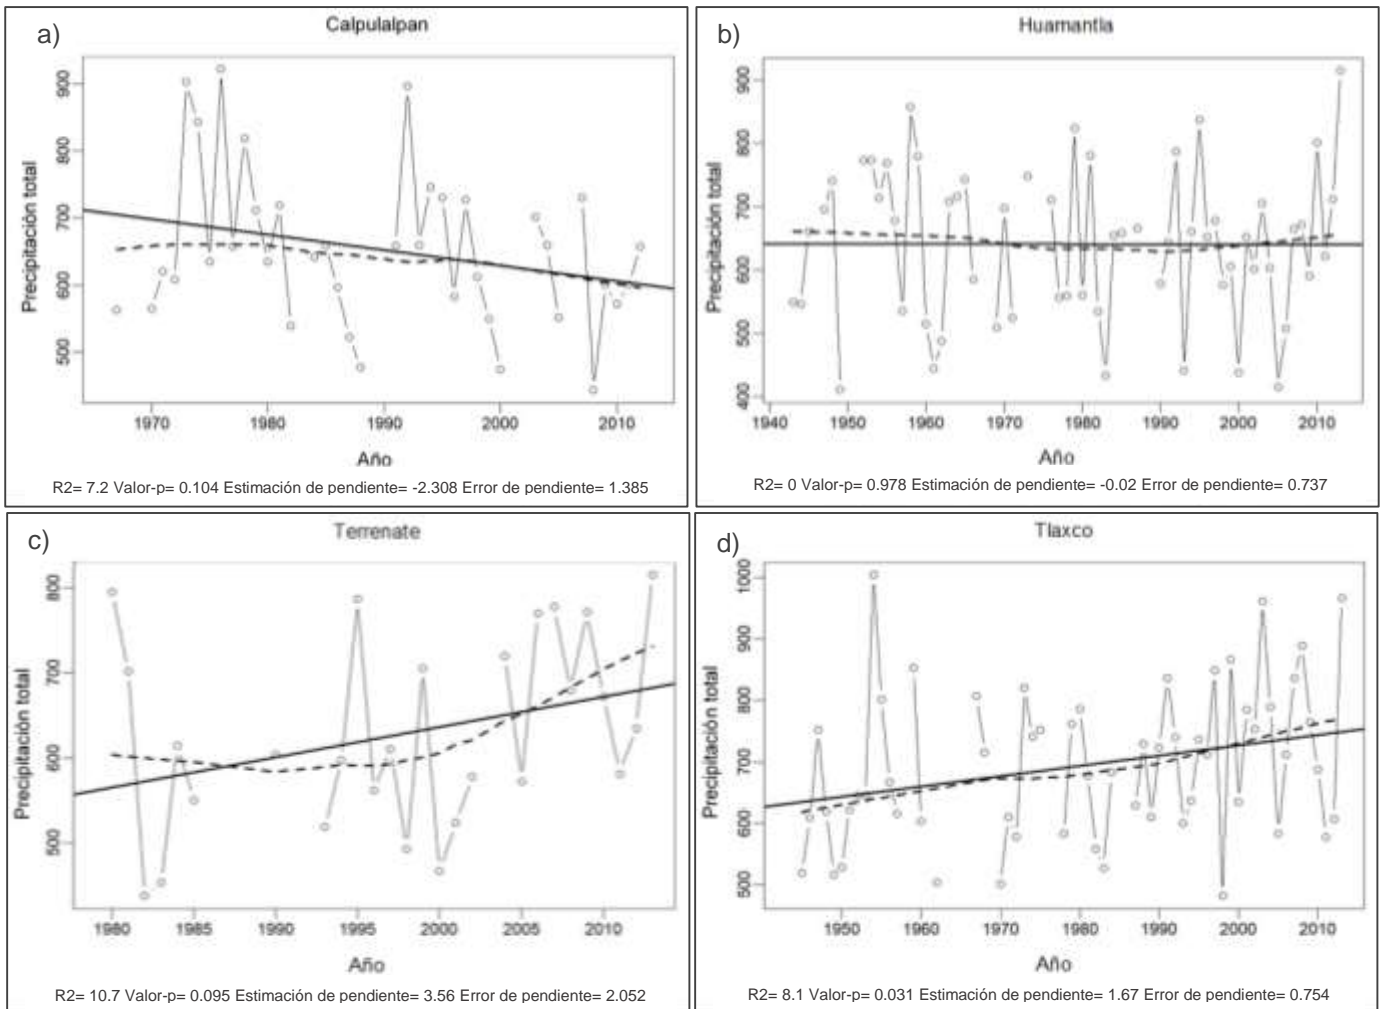 a)
Calpulalpan
Precipitación total
900
800
700
600
500
1970 1980 1990 2000 2010
Año
R2= 7.2 Valor-p= 0.104 Estimación de pendiente= -2.308 Error de pendiente= 1.385
b)
Huamantla
Precipitación total
900
800
700
600
500
400
1940 1950 1960 1970 1980 1990 2000 2010
Año
R2= 0 Valor-p= 0.978 Estimación de pendiente= -0.02 Error de pendiente= 0.737
c)
Terrenate
Precipitación total
800
700
600
500
1980 1985 1990 1995 2000 2005 2010
Año
R2= 10.7 Valor-p= 0.095 Estimación de pendiente= 3.56 Error de pendiente= 2.052
d)
Tlaxco
Precipitación total
1000
900
800
700
600
500
1950 1960 1970 1980 1990 2000 2010
Año
R2= 8.1 Valor-p= 0.031 Estimación de pendiente= 1.67 Error de pendiente= 0.754